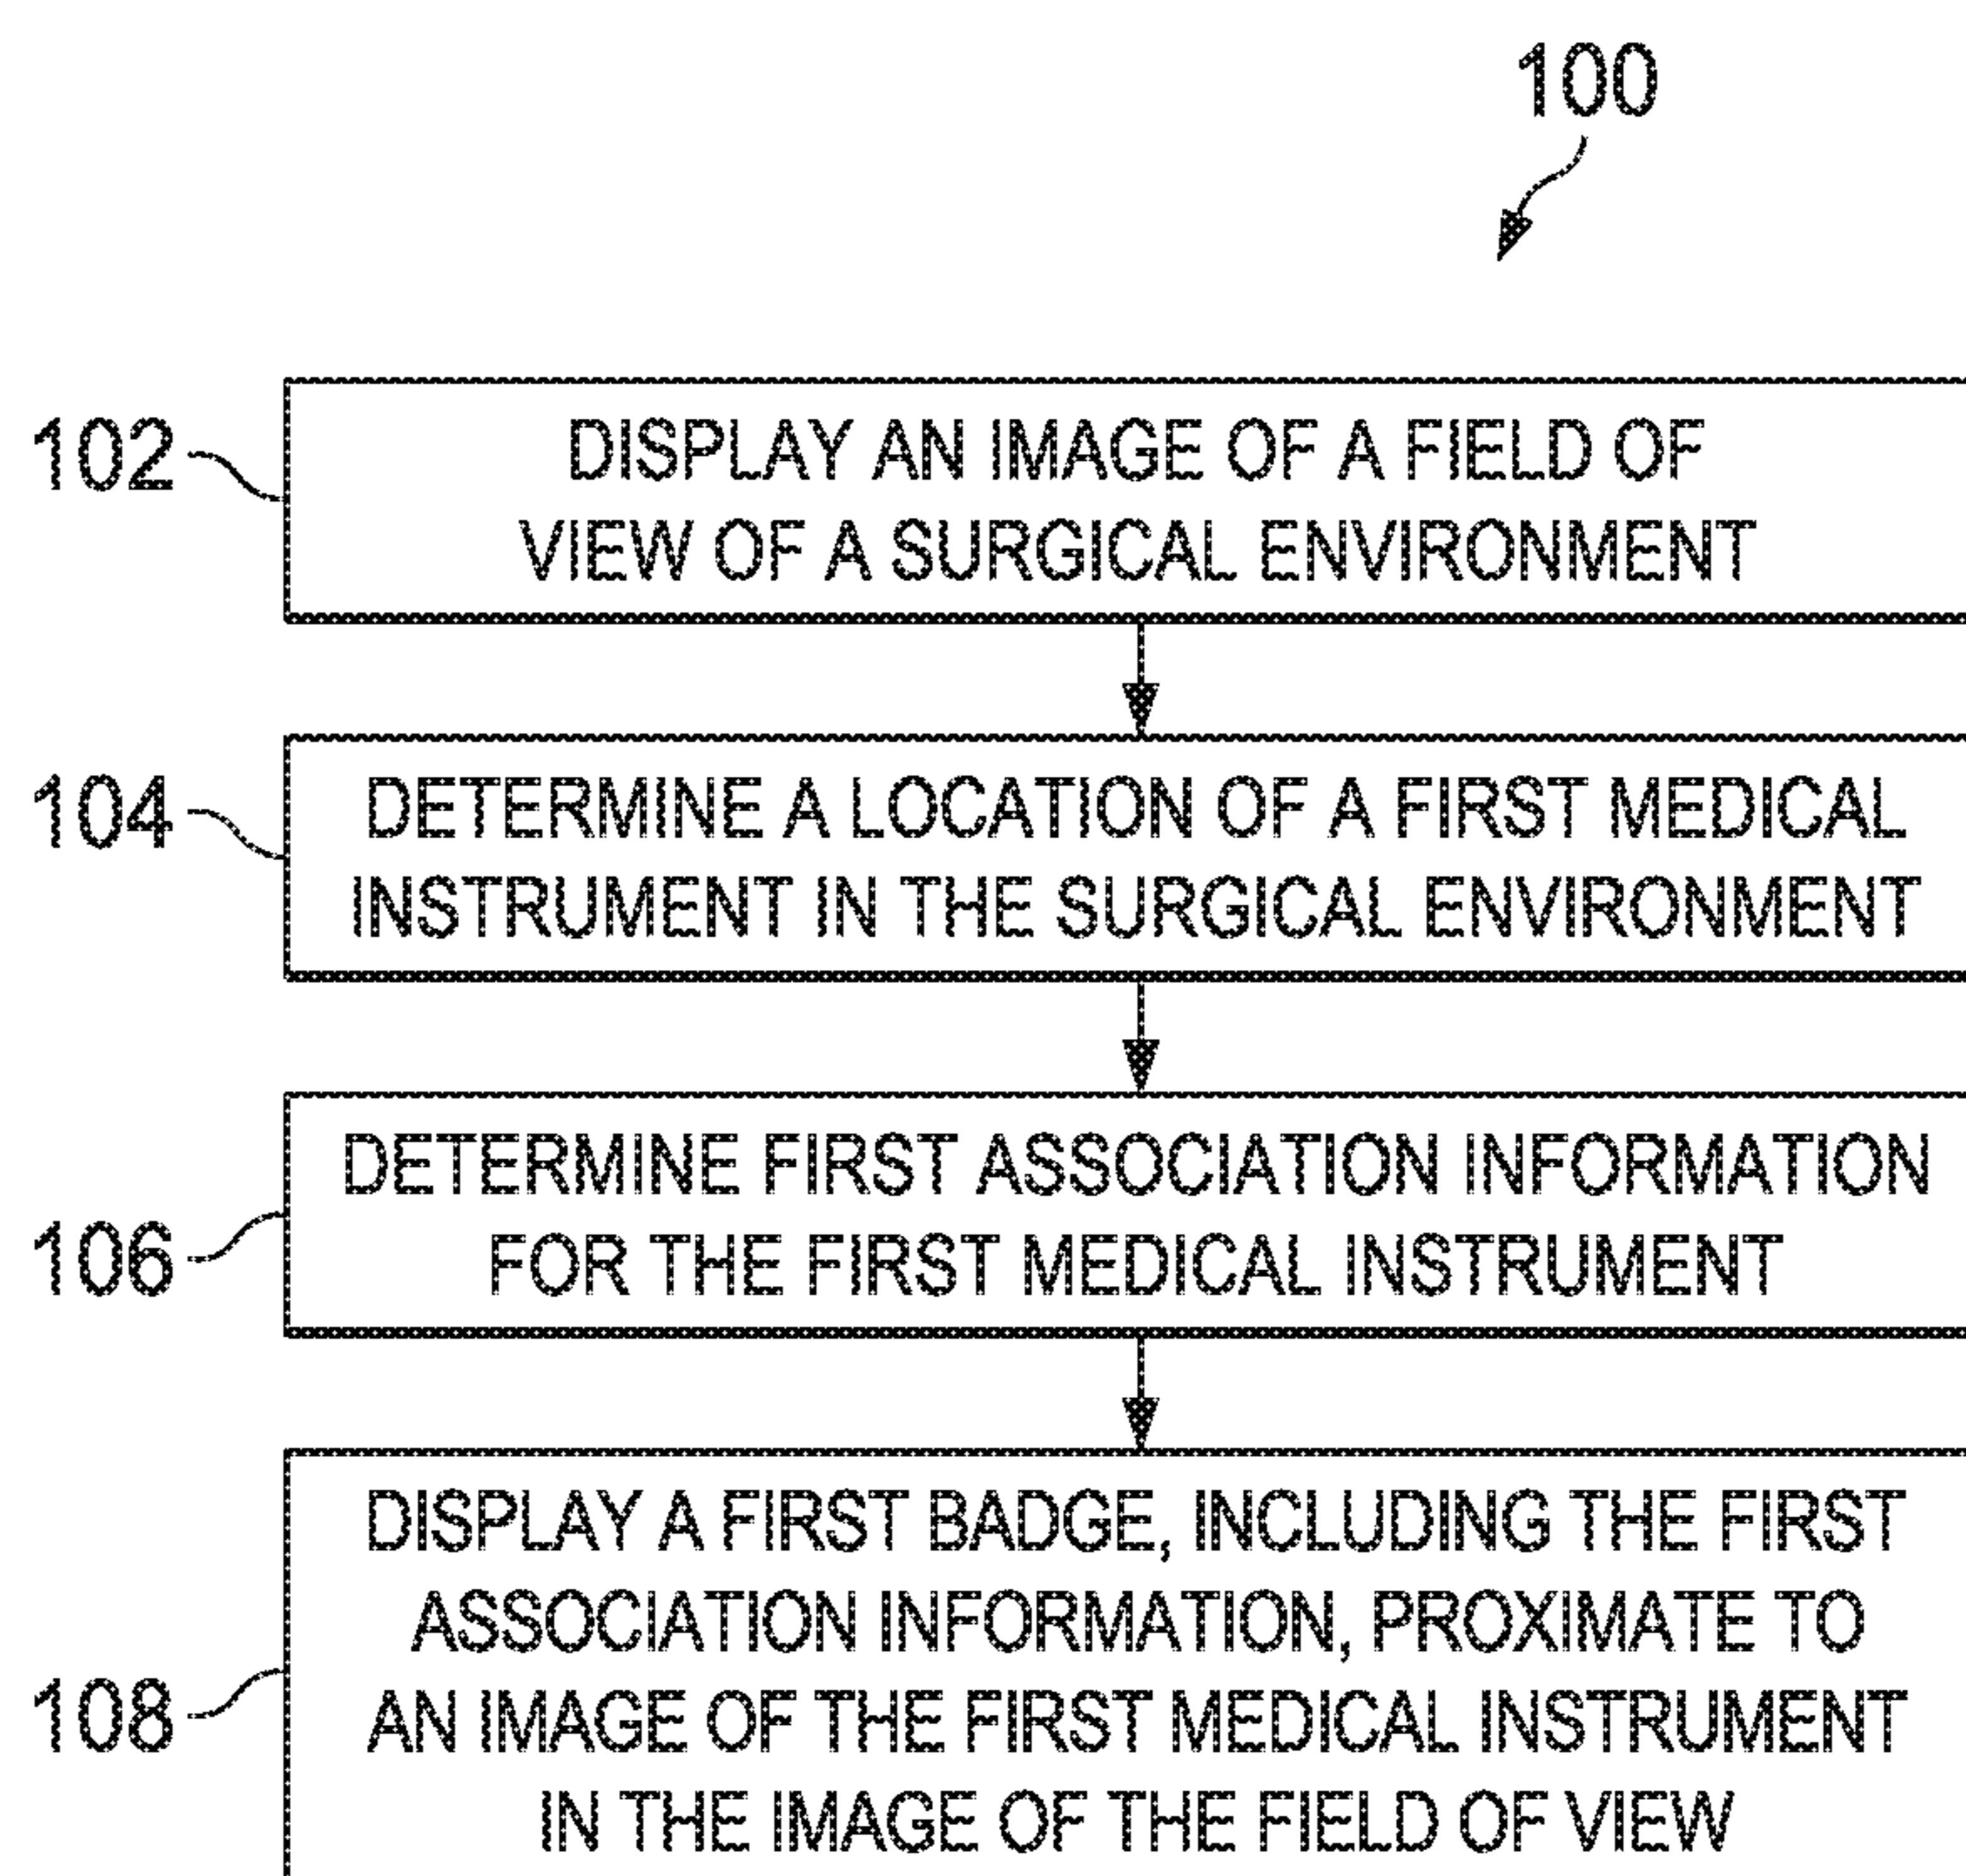 100
102
DISPLAY AN IMAGE OF A FIELD OF
VIEW OF A SURGICAL ENVIRONMENT
104
DETERMINE A LOCATION OF A FIRST MEDICAL
INSTRUMENT IN THE SURGICAL ENVIRONMENT
106
DETERMINE FIRST ASSOCIATION INFORMATION
FOR THE FIRST MEDICAL INSTRUMENT
108
DISPLAY A FIRST BADGE, INCLUDING THE FIRST
ASSOCIATION INFORMATION, PROXIMATE TO
AN IMAGE OF THE FIRST MEDICAL INSTRUMENT
IN THE IMAGE OF THE FIELD OF VIEW